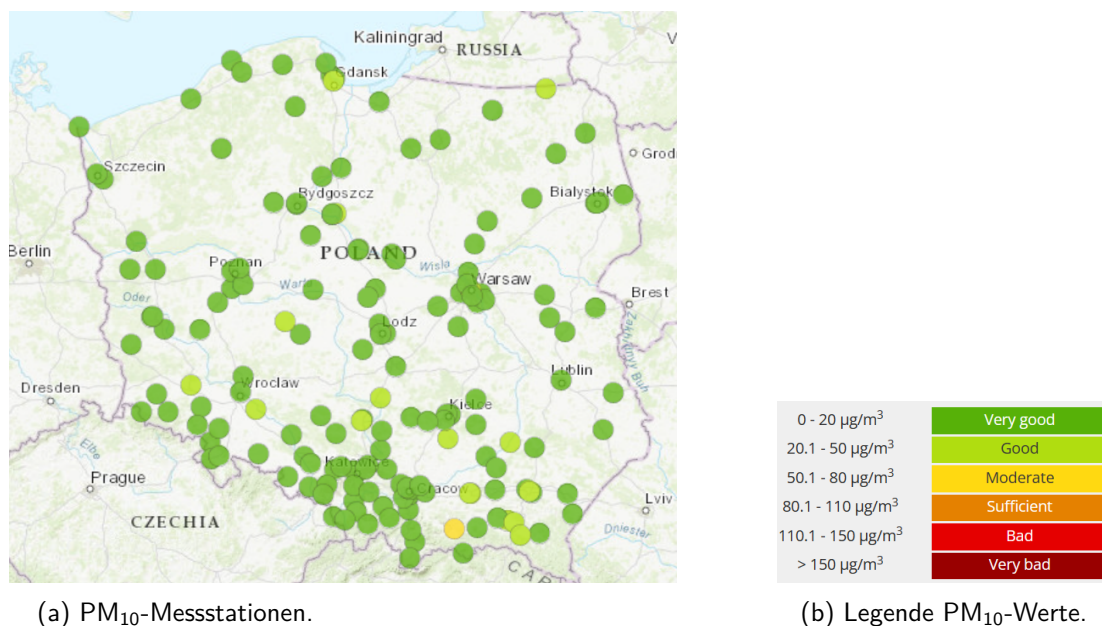 Kaliningrad
RUSSIA
Gdansk
Szczecin
Grod
Bydgoszcz
Bialystok
Berlin
POLAND
Poznan
Wisla
Warta
Warsaw
Oder
Brest
Zakhidnyy Buh
Lodz
Lublin
Dresden
Wroclaw
Kielce
Elbe
Katowice
Prague
Cracow
Lviv
CZECHIA
Dniester
CAR
0 - 20 µg/m³ Very good
20.1 - 50 µg/m³ Good
50.1 - 80 µg/m³ Moderate
80.1 - 110 µg/m³ Sufficient
110.1 - 150 µg/m³ Bad
> 150 µg/m³ Very bad
(a) PM₁₀-Messstationen.
(b) Legende PM₁₀-Werte.